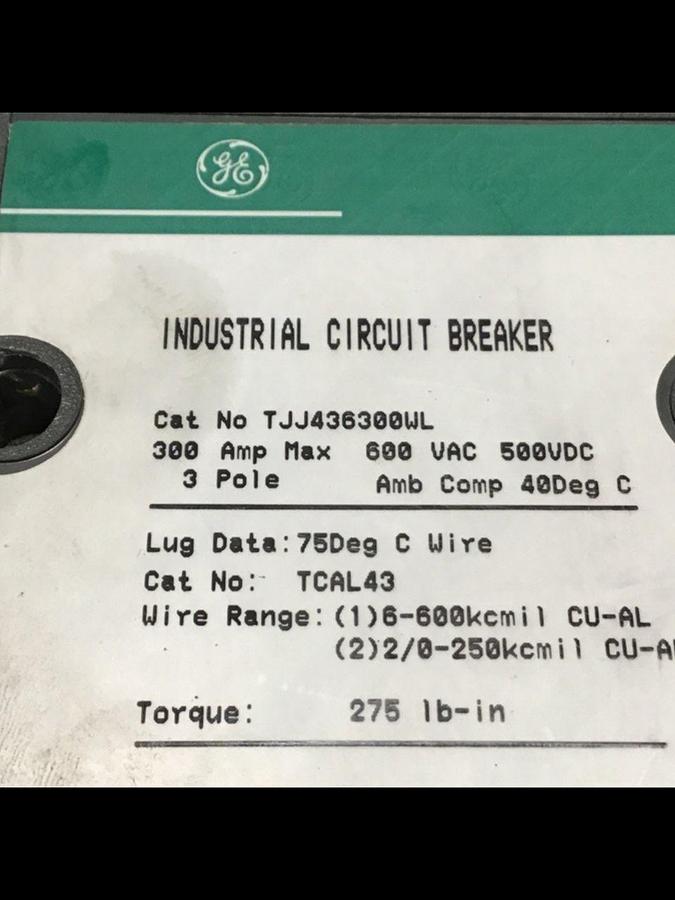 GE
INDUSTRIAL CIRCUIT BREAKER
Cat No TJJ436300WL
300 Amp Max 600 VAC 500VDC
3 Pole Amb Comp 40Deg C
Lug Data: 75Deg C Wire
Cat No: TCAL43
Wire Range: (1)6-600kcmil CU-AL
(2)2/0-250kcmil CU-AL
Torque: 275 lb-in